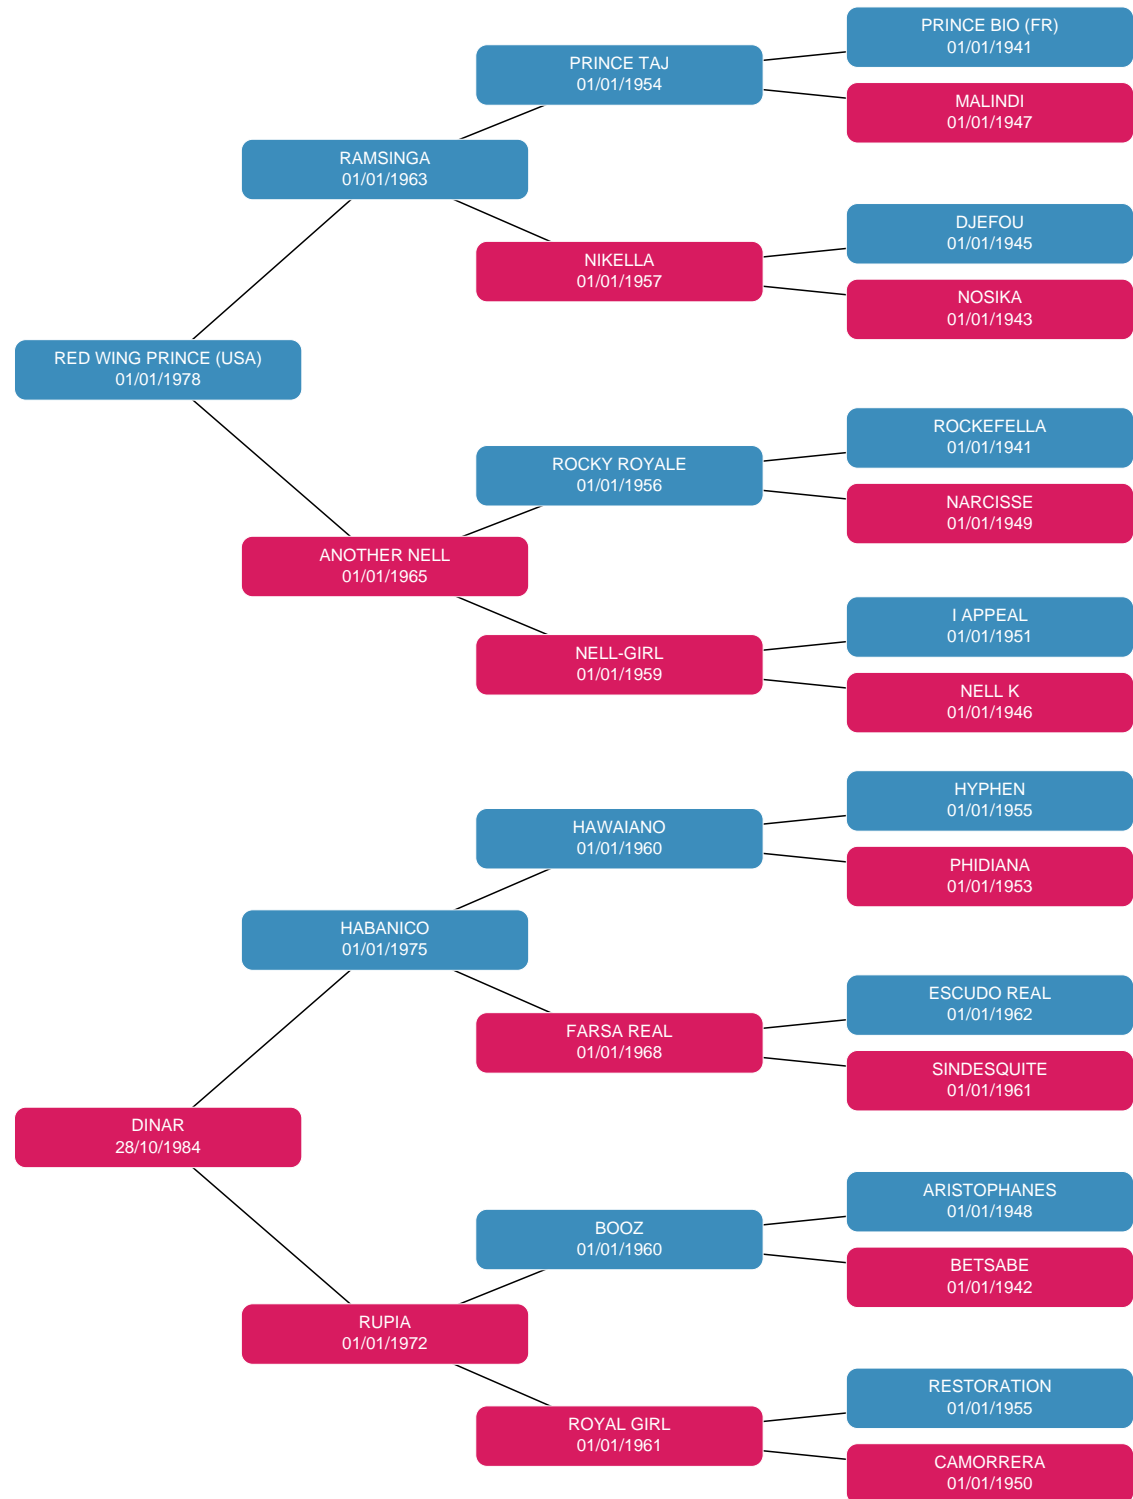 PRINCE BIO (FR)
01/01/1941
PRINCE TAJ
01/01/1954
MALINDI
01/01/1947
RAMSINGA
01/01/1963
DJEFOU
01/01/1945
NIKELLA
01/01/1957
NOSIKA
01/01/1943
RED WING PRINCE (USA)
01/01/1978
ROCKEFELLA
01/01/1941
ROCKY ROYALE
01/01/1956
NARCISSE
01/01/1949
ANOTHER NELL
01/01/1965
I APPEAL
01/01/1951
NELL-GIRL
01/01/1959
NELL K
01/01/1946
HYPHEN
01/01/1955
HAWAIANO
01/01/1960
PHIDIANA
01/01/1953
HABANICO
01/01/1975
ESCUDO REAL
01/01/1962
FARSA REAL
01/01/1968
SINDESQUITE
01/01/1961
DINAR
28/10/1984
ARISTOPHANES
01/01/1948
BOOZ
01/01/1960
BETSABE
01/01/1942
RUPIA
01/01/1972
RESTORATION
01/01/1955
ROYAL GIRL
01/01/1961
CAMORRERA
01/01/1950